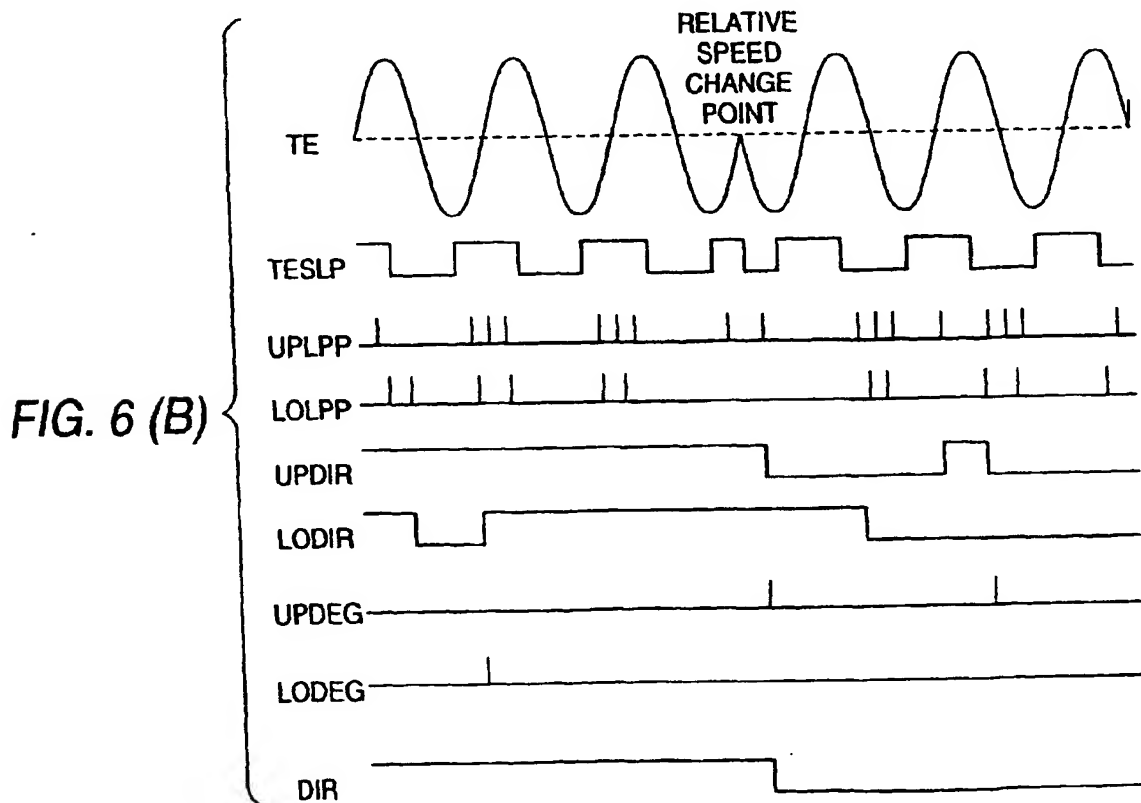 RELATIVE
SPEED
CHANGE
POINT
TE
TESLP
UPLPP
LOLPP
FIG. 6 (B)
UPDIR
LODIR
UPDEG
LODEG
DIR